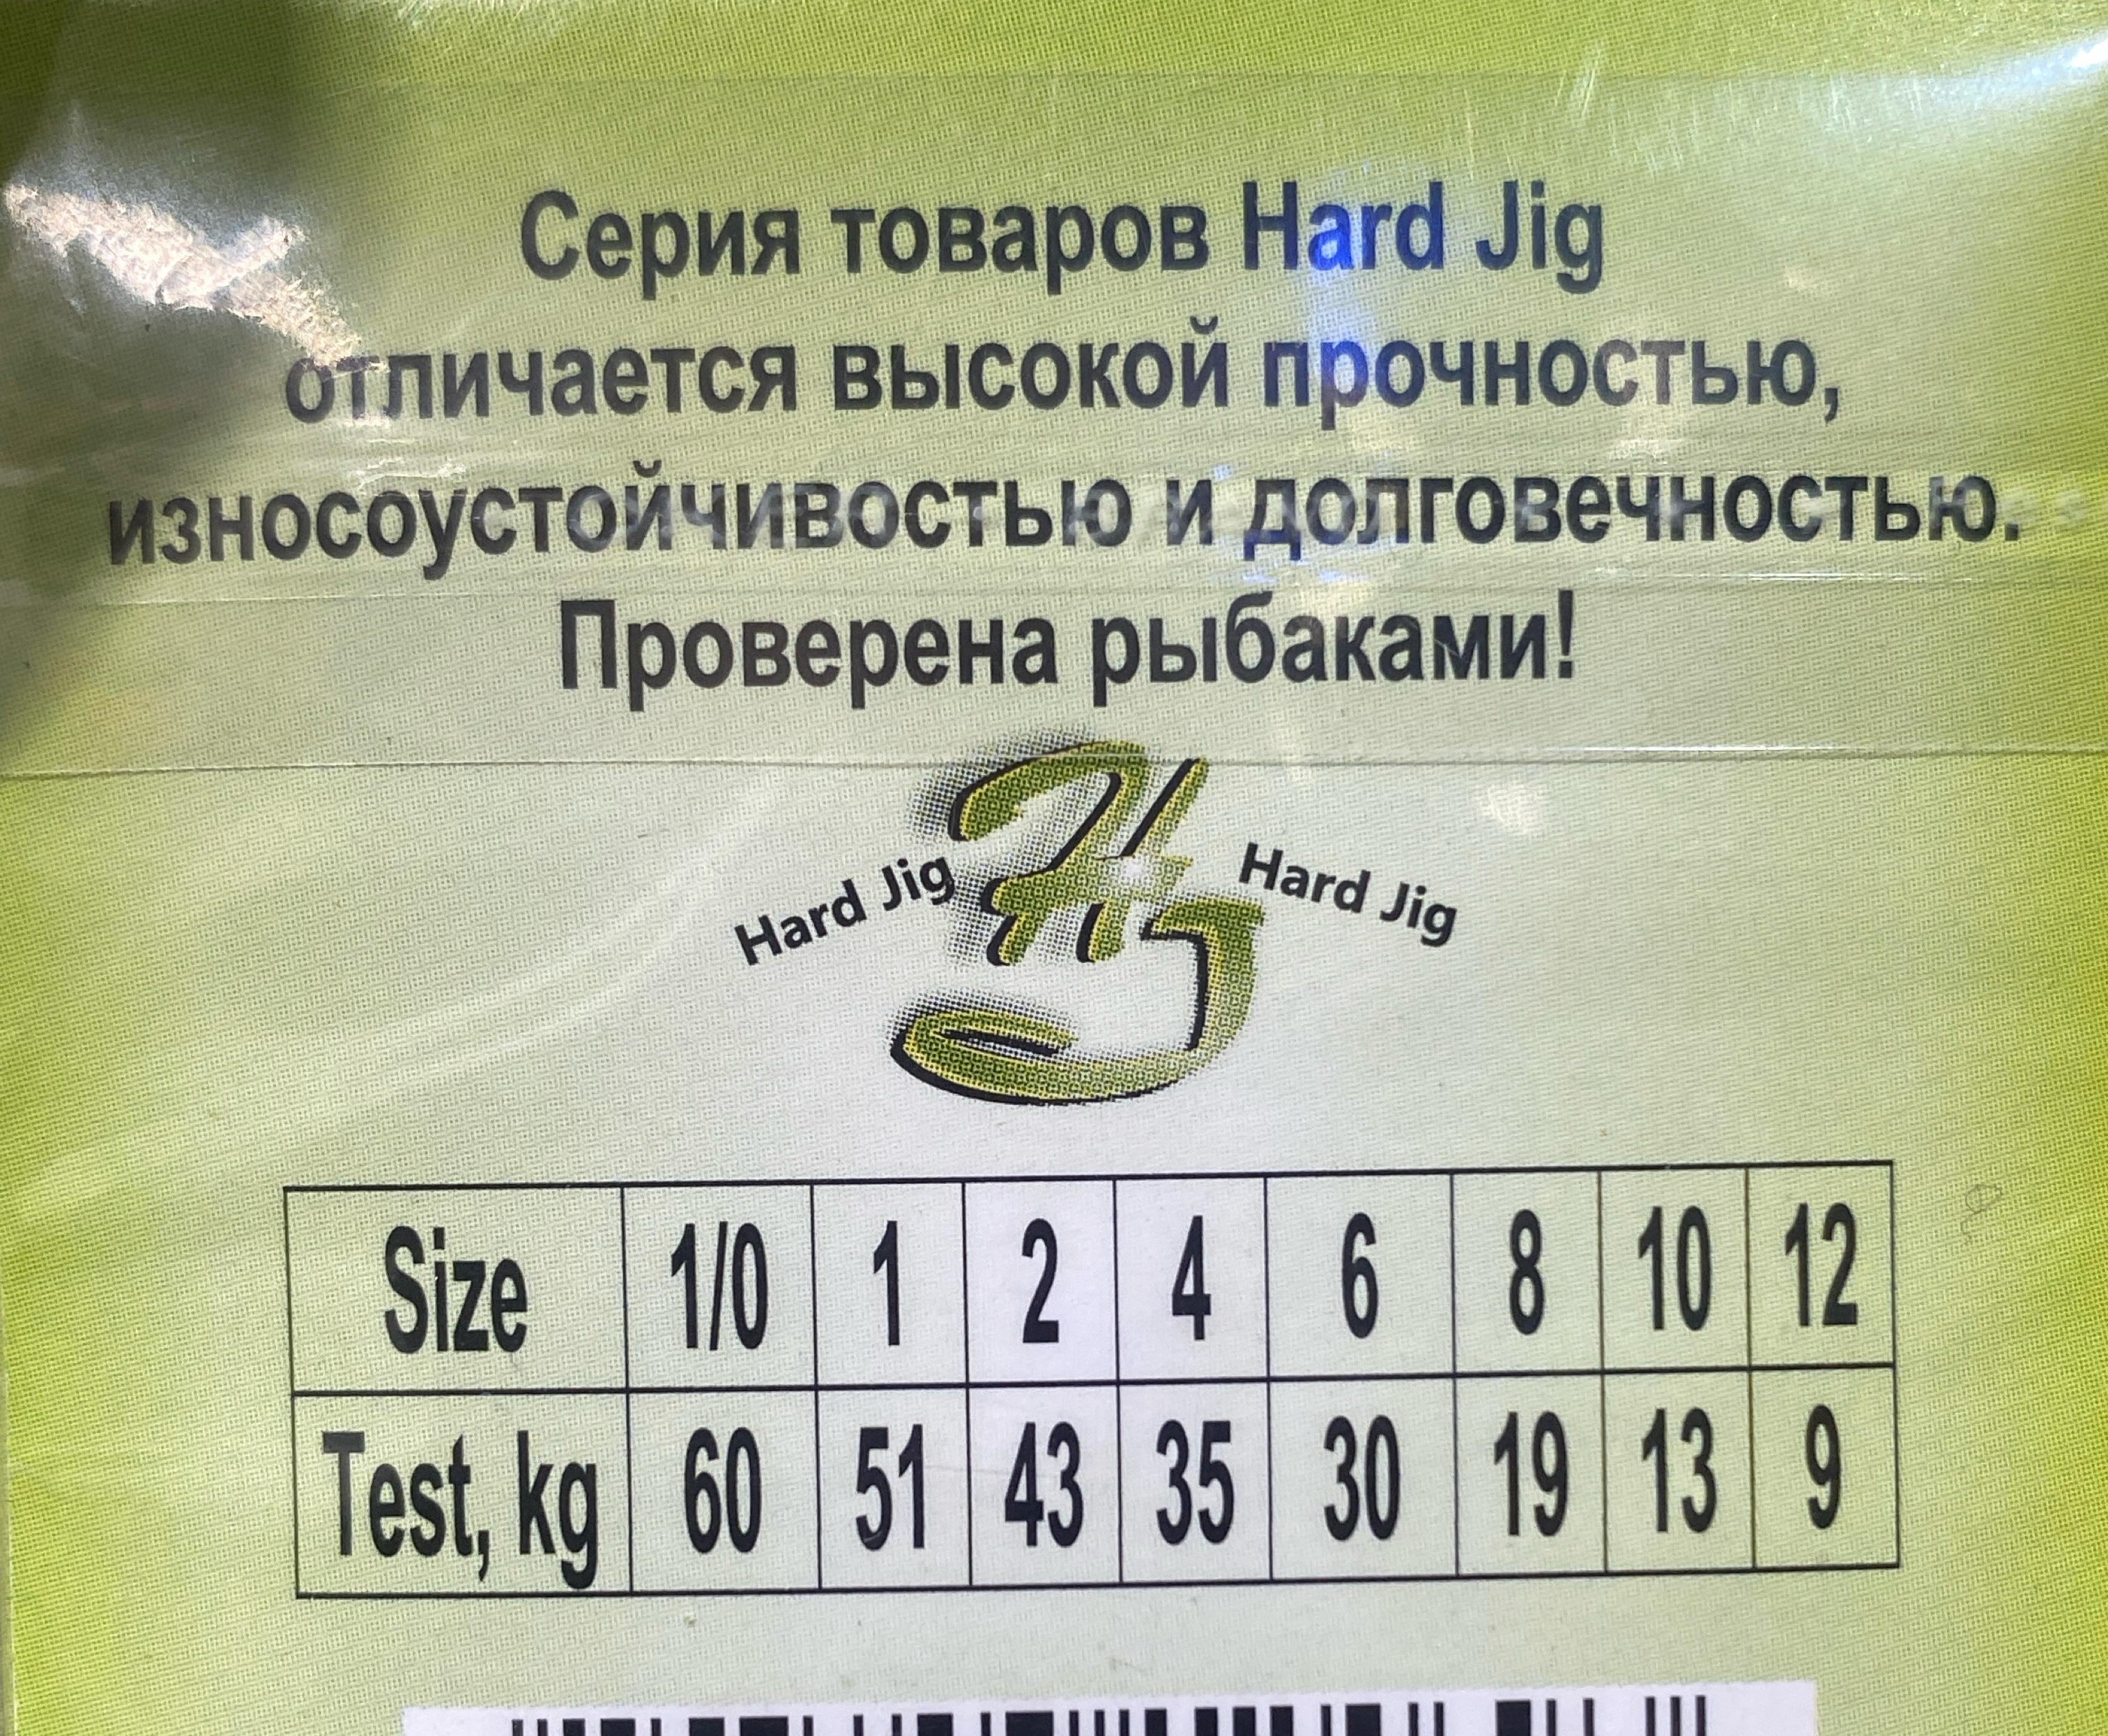 Серия товаров Hard Jig
отличается высокой прочностью,
износоустойчивостью и долговечностью.
Проверена рыбаками!
Hard Jig HJ Hard Jig
Size 1/0 1 2 4 6 8 10 12
Test, kg 60 51 43 35 30 19 13 9